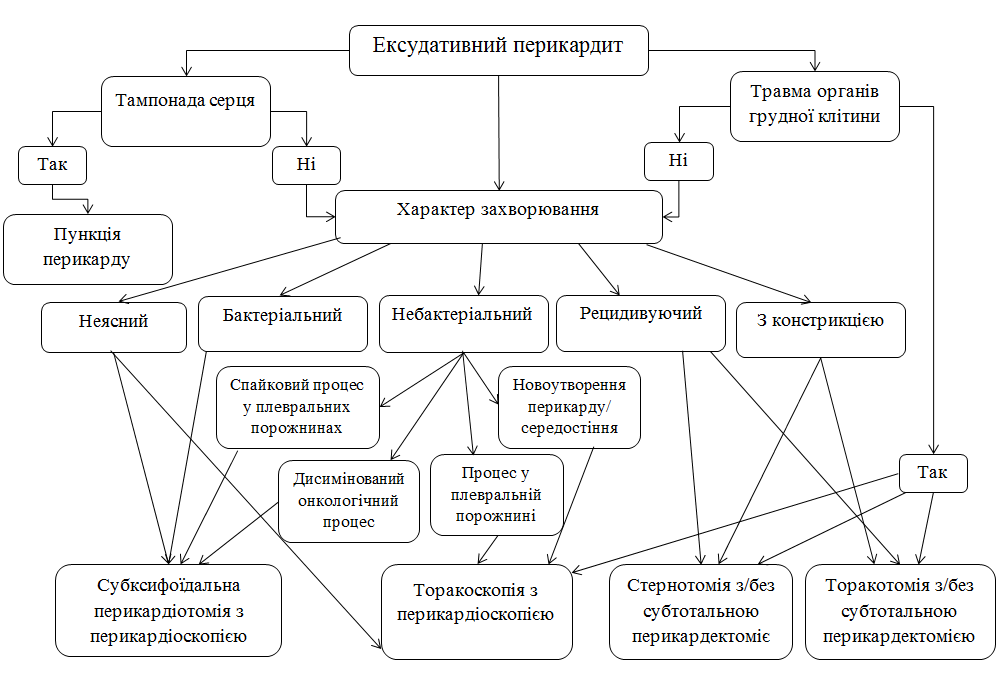 Ексудативний перикардит
Тампонада серця
Травма органів
грудної клітини
Так
Ні
Ні
Пункція
перикарду
Характер захворювання
Неясний
Бактеріальний
Небактеріальний
Рецидивуючий
З констрикцією
Спайковий процес
у плевральних
порожнинах
Новоутворення
перикарду/
середостіння
Дисимінований
онкологічний
процес
Процес у
плевральній
порожнині
Так
Субксифоїдальна
перикардіотомія з
перикардіоскопією
Торакоскопія з
перикардіоскопією
Стернотомія з/без
субтотальною
перикардектоміє
Торакотомія з/без
субтотальною
перикардектомією